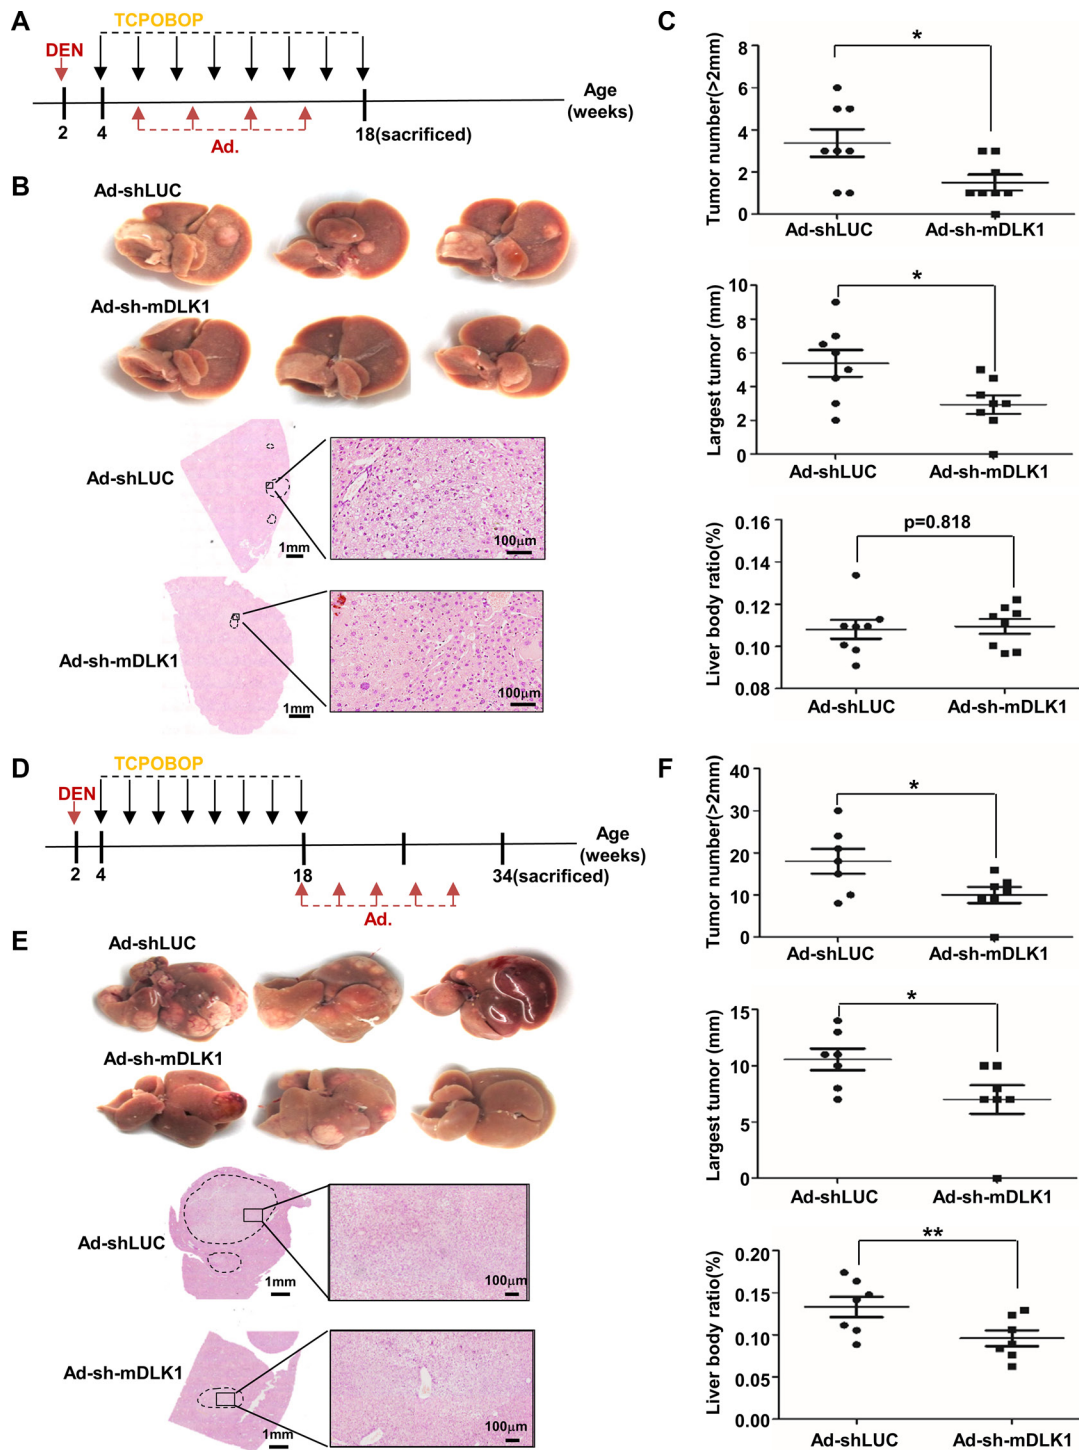 A
TCPOBOP
DEN
Age
(weeks)
2
4
18(sacrificed)
Ad.
B
Ad-shLUC
Ad-sh-mDLK1
Ad-shLUC
1mm
100μm
Ad-sh-mDLK1
1mm
100μm
C
Tumor number(>2mm)
8
6
4
2
0
*
Ad-shLUC
Ad-sh-mDLK1
Largest tumor (mm)
10
8
6
4
2
0
*
Ad-shLUC
Ad-sh-mDLK1
Liver body ratio(%)
0.16
0.14
0.12
0.10
0.08
p=0.818
Ad-shLUC
Ad-sh-mDLK1
D
TCPOBOP
DEN
Age
(weeks)
2
4
18
34(sacrificed)
Ad.
E
Ad-shLUC
Ad-sh-mDLK1
Ad-shLUC
1mm
100μm
Ad-sh-mDLK1
1mm
100μm
F
Tumor number(>2mm)
40
30
20
10
0
*
Ad-shLUC
Ad-sh-mDLK1
Largest tumor (mm)
15
10
5
0
*
Ad-shLUC
Ad-sh-mDLK1
Liver body ratio(%)
0.20
0.15
0.10
0.05
0.00
**
Ad-shLUC
Ad-sh-mDLK1